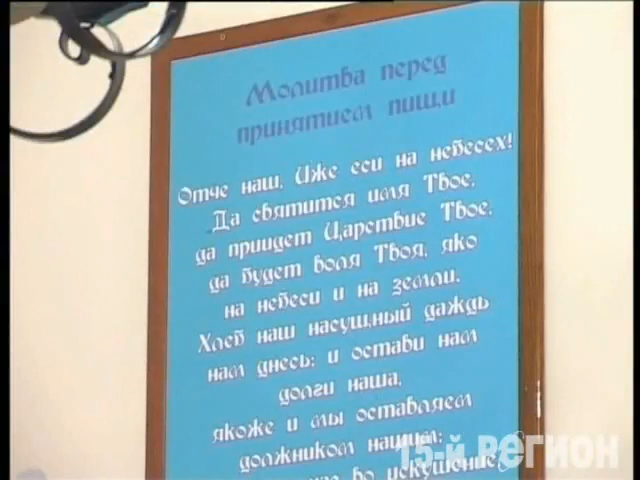 Молитва перед
принятием пищи
Отче наш, Иже еси на небесех!
Да святится имя Твое,
да приидет Царствие Твое,
да будет воля Твоя, яко
на небеси и на земли.
Хлеб наш насущный даждь
нам днесь; и остави нам
долги наша,
якоже и мы оставляем
должником нашим;
во искушение,
15-й РЕГИОН